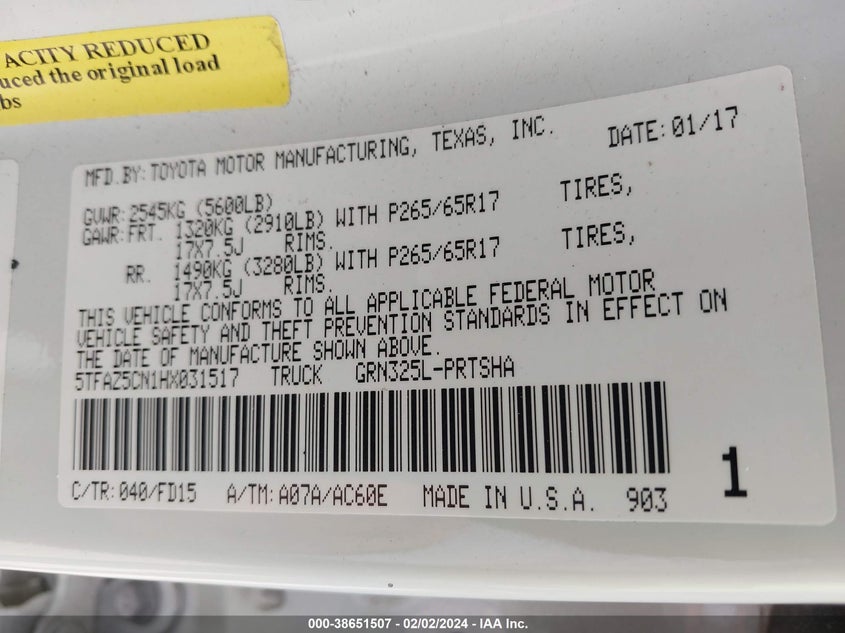 ACITY REDUCED
uced the original load
bs
MFD.BY: TOYOTA MOTOR MANUFACTURING, TEXAS, INC. DATE: 01/17
GVWR: 2545KG (5600LB)
GAWR: FRT. 1320KG (2910LB) WITH P265/65R17 TIRES,
17X7.5J RIMS.
RR. 1490KG (3280LB) WITH P265/65R17 TIRES,
17X7.5J RIMS.
THIS VEHICLE CONFORMS TO ALL APPLICABLE FEDERAL MOTOR
VEHICLE SAFETY AND THEFT PREVENTION STANDARDS IN EFFECT ON
THE DATE OF MANUFACTURE SHOWN ABOVE.
5TFAZ5CN1HX031517 TRUCK GRN325L-PRTSHA
C/TR: 040/FD15 A/TM: A07A/AC60E MADE IN U.S.A. 903
1
000-38651507 - 02/02/2024 - IAA Inc.